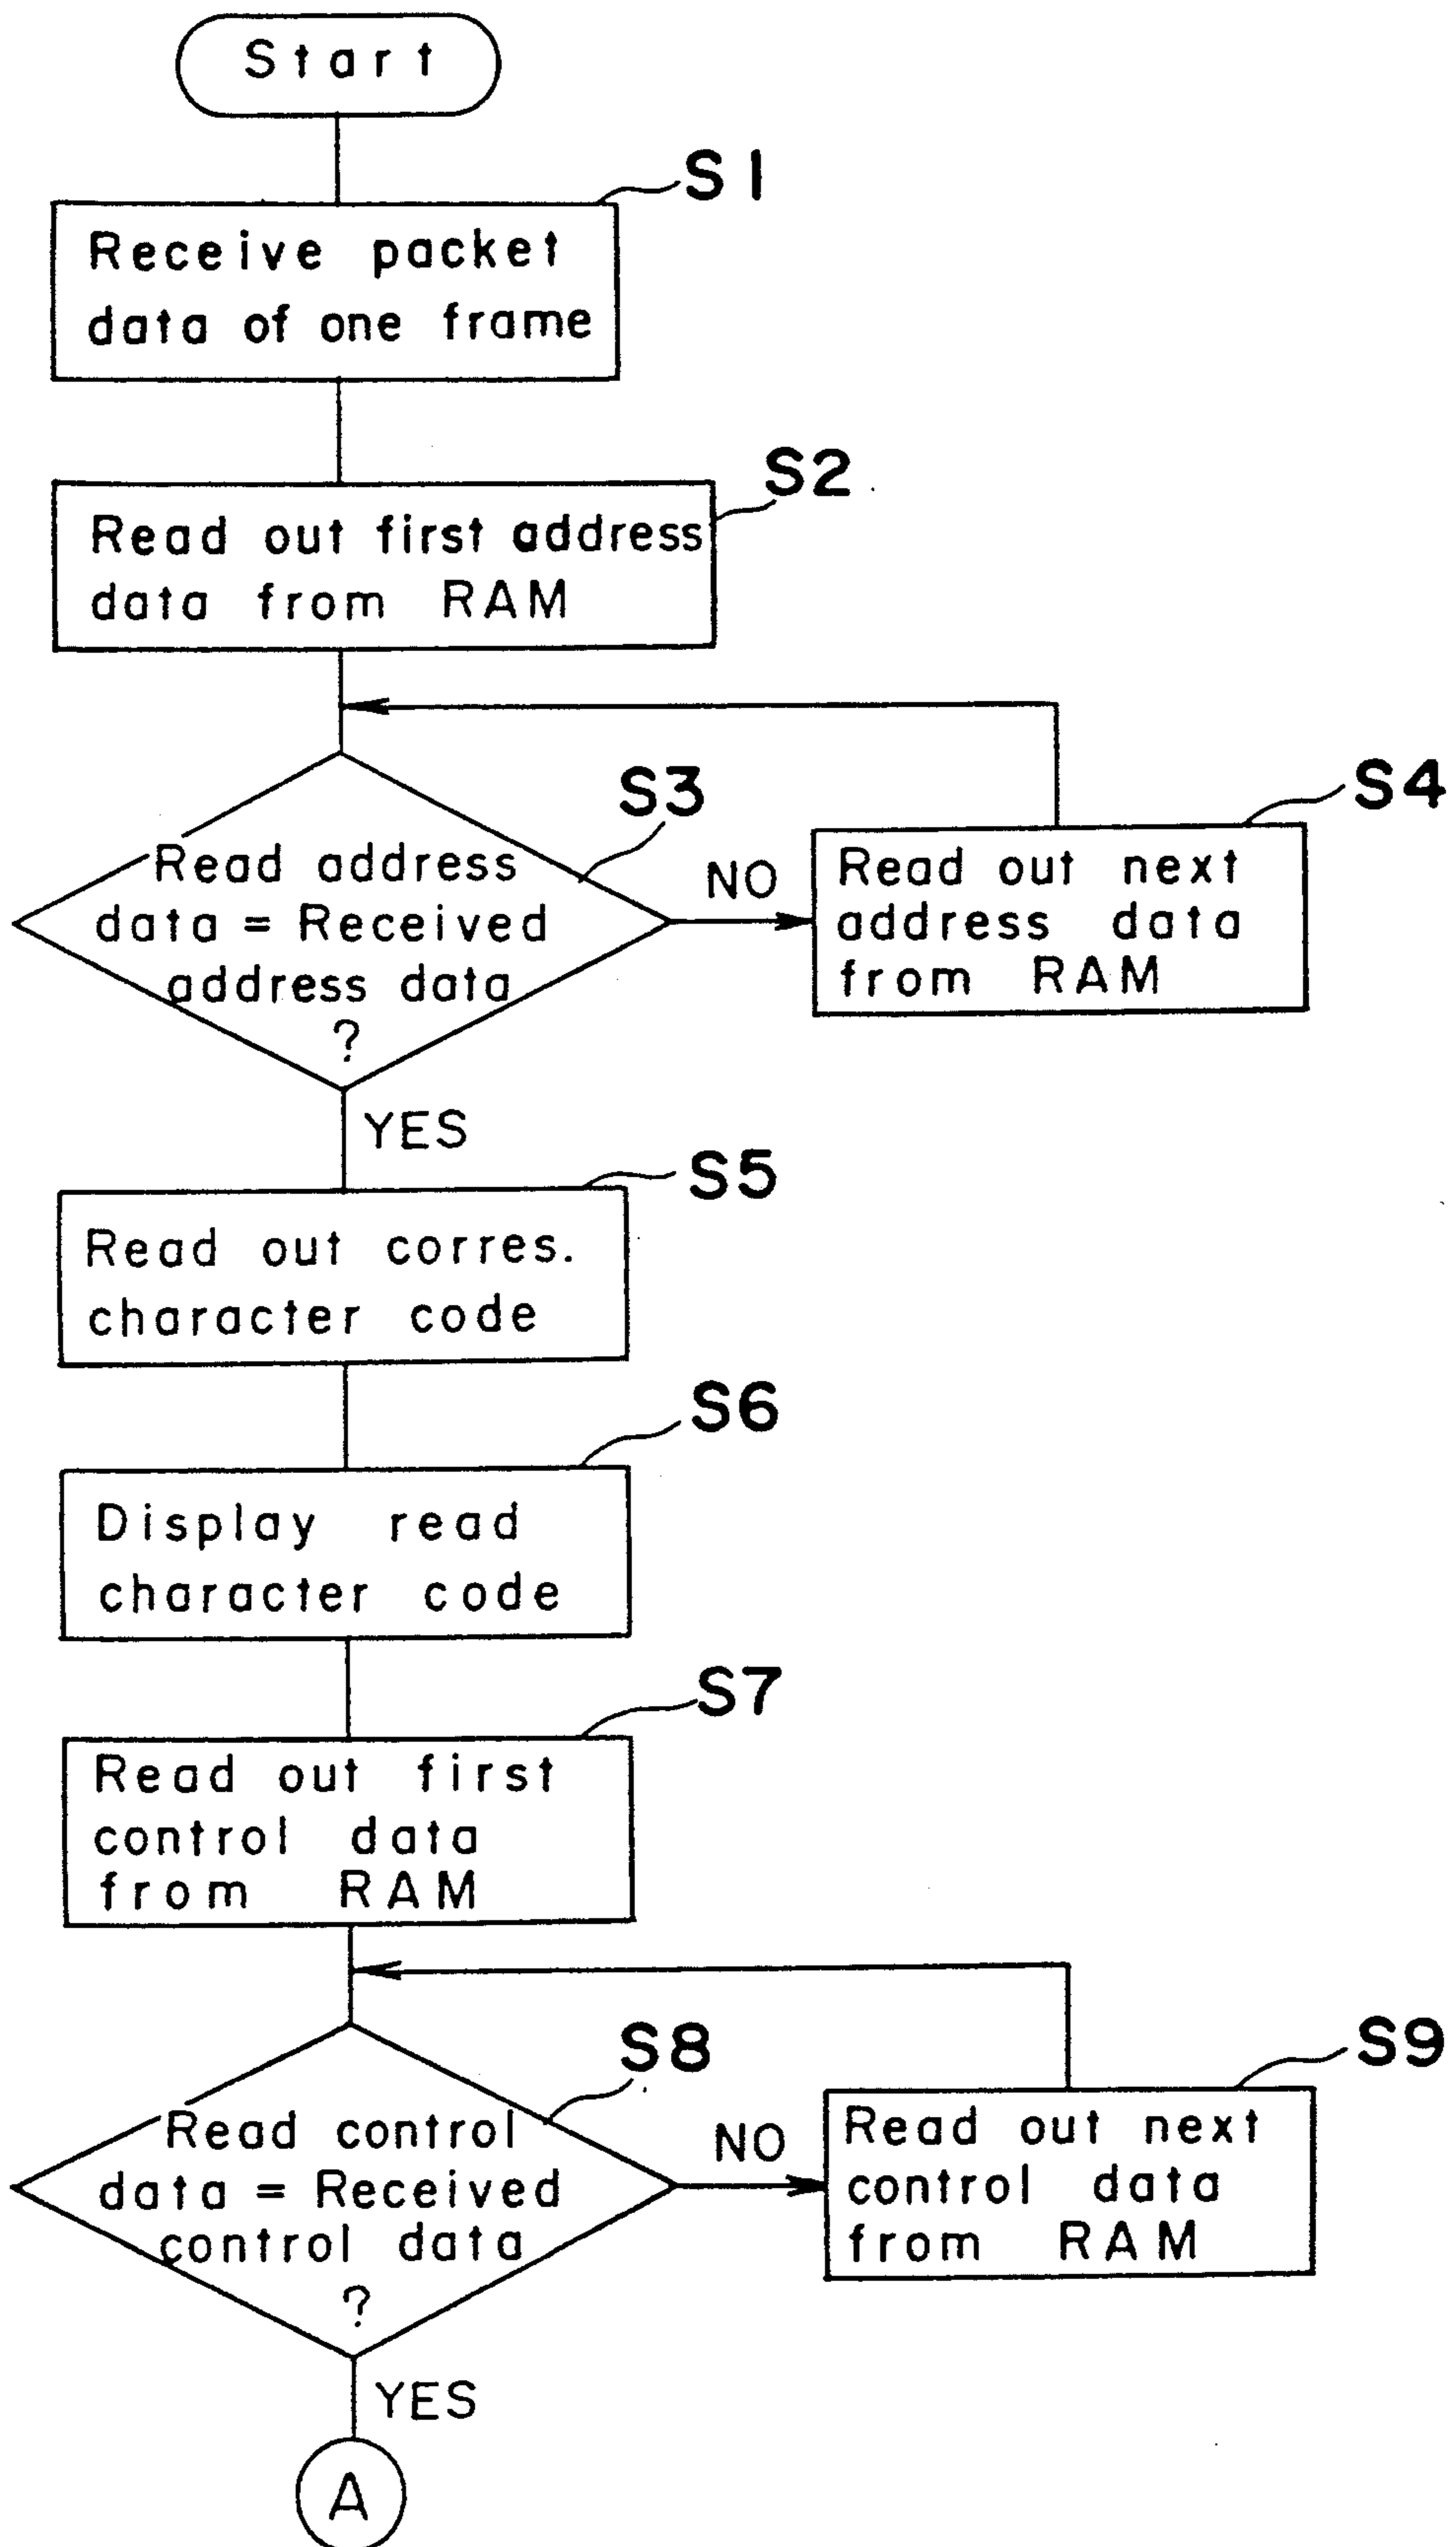 Start
S1
Receive packet
data of one frame
S2
Read out first address
data from RAM
S3
Read address
data = Received
address data
?
NO
S4
Read out next
address data
from RAM
YES
S5
Read out corres.
character code
S6
Display read
character code
S7
Read out first
control data
from RAM
S8
Read control
data = Received
control data
?
NO
S9
Read out next
control data
from RAM
YES
A